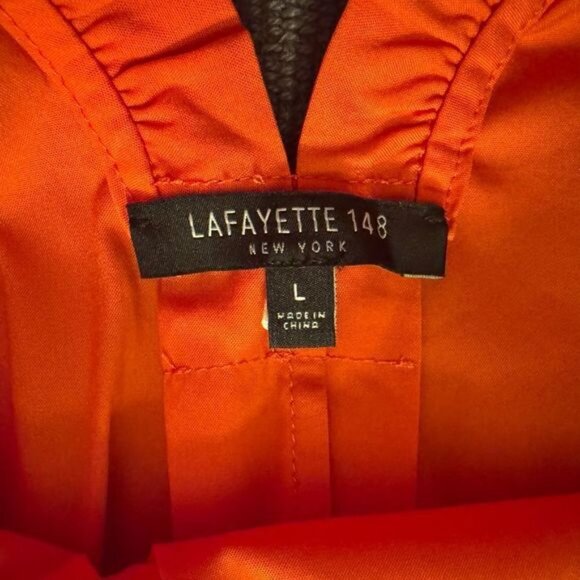 LAFAYETTE 148
NEW YORK
L
MADE IN
CHINA